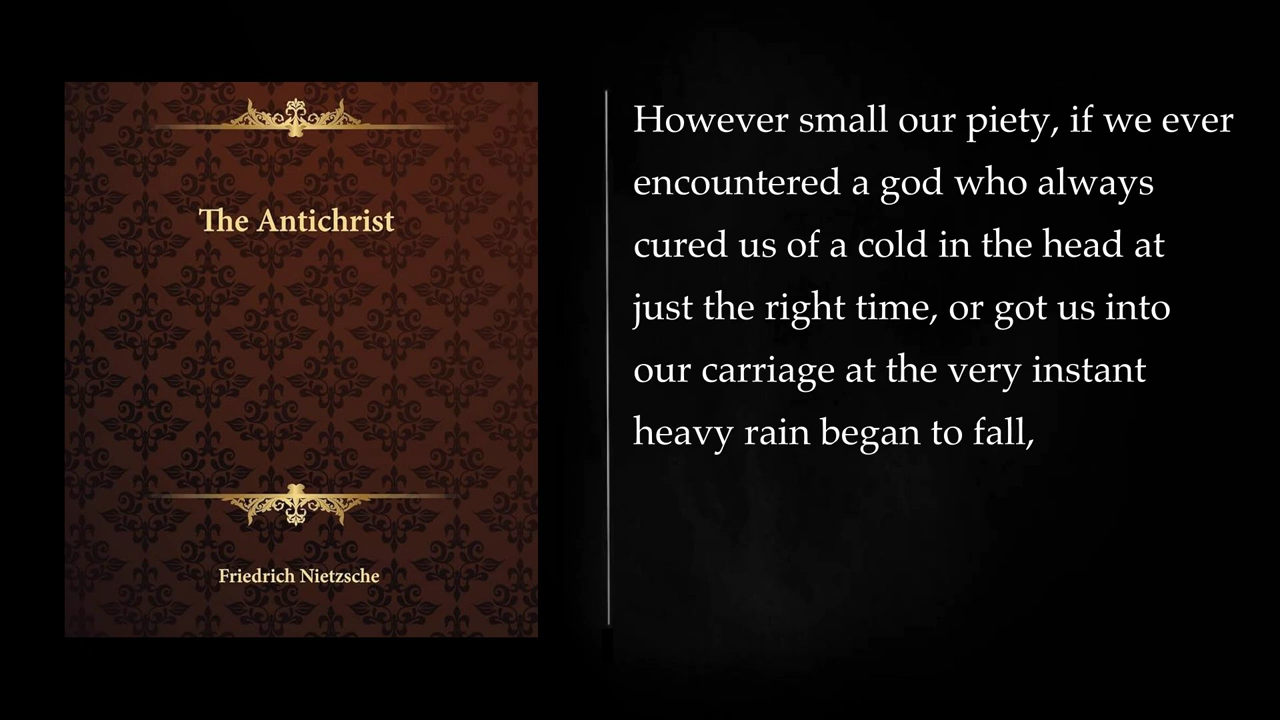 The Antichrist
Friedrich Nietzsche
However small our piety, if we ever
encountered a god who always
cured us of a cold in the head at
just the right time, or got us into
our carriage at the very instant
heavy rain began to fall,